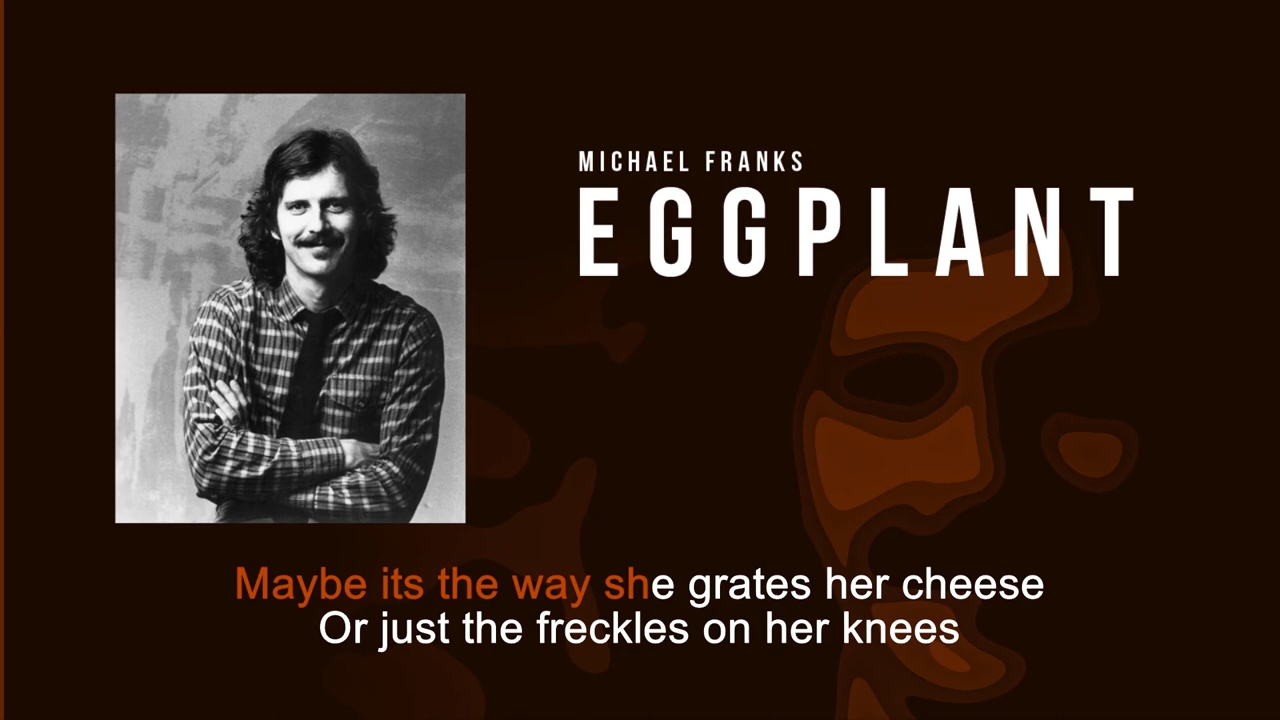 MICHAEL FRANKS
EGGPLANT
Maybe its the way she grates her cheese
Or just the freckles on her knees